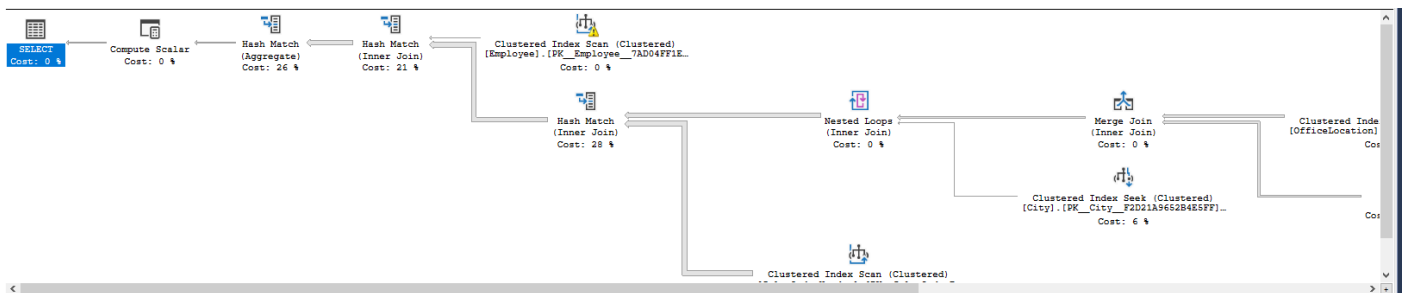 SELECT
Cost: 0 %
Compute Scalar
Cost: 0 %
Hash Match
(Aggregate)
Cost: 26 %
Hash Match
(Inner Join)
Cost: 21 %
Clustered Index Scan (Clustered)
[Employee].[PK__Employee__7AD04FF1E…
Cost: 0 %
Hash Match
(Inner Join)
Cost: 28 %
Nested Loops
(Inner Join)
Cost: 0 %
Merge Join
(Inner Join)
Cost: 0 %
Clustered Inde
[OfficeLocation]
Cos
Clustered Index Seek (Clustered)
[City].[PK__City__F2D21A9652B4E5FF]…
Cost: 6 %
Cos
Clustered Index Scan (Clustered)